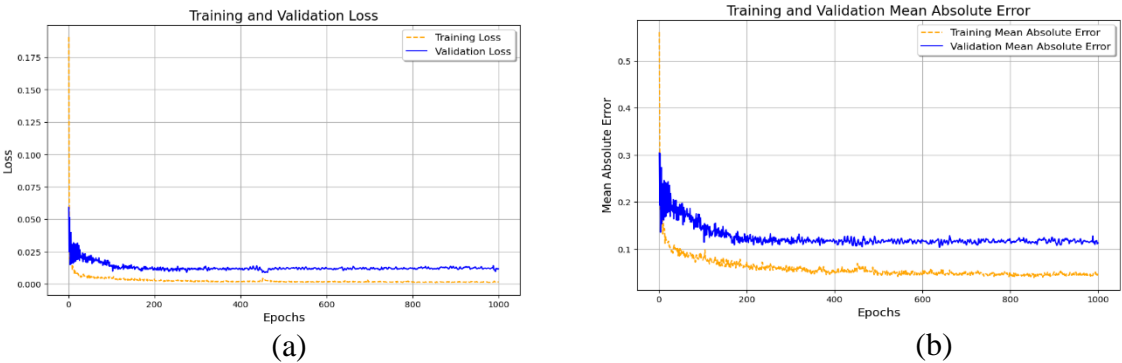 Training and Validation Loss
Training Loss
Validation Loss
0.175
0.150
0.125
0.100
0.075
0.050
0.025
0.000
Loss
0
200
400
600
800
1000
Epochs
(a)
Training and Validation Mean Absolute Error
Training Mean Absolute Error
Validation Mean Absolute Error
0.5
0.4
0.3
0.2
0.1
Mean Absolute Error
0
200
400
600
800
1000
Epochs
(b)